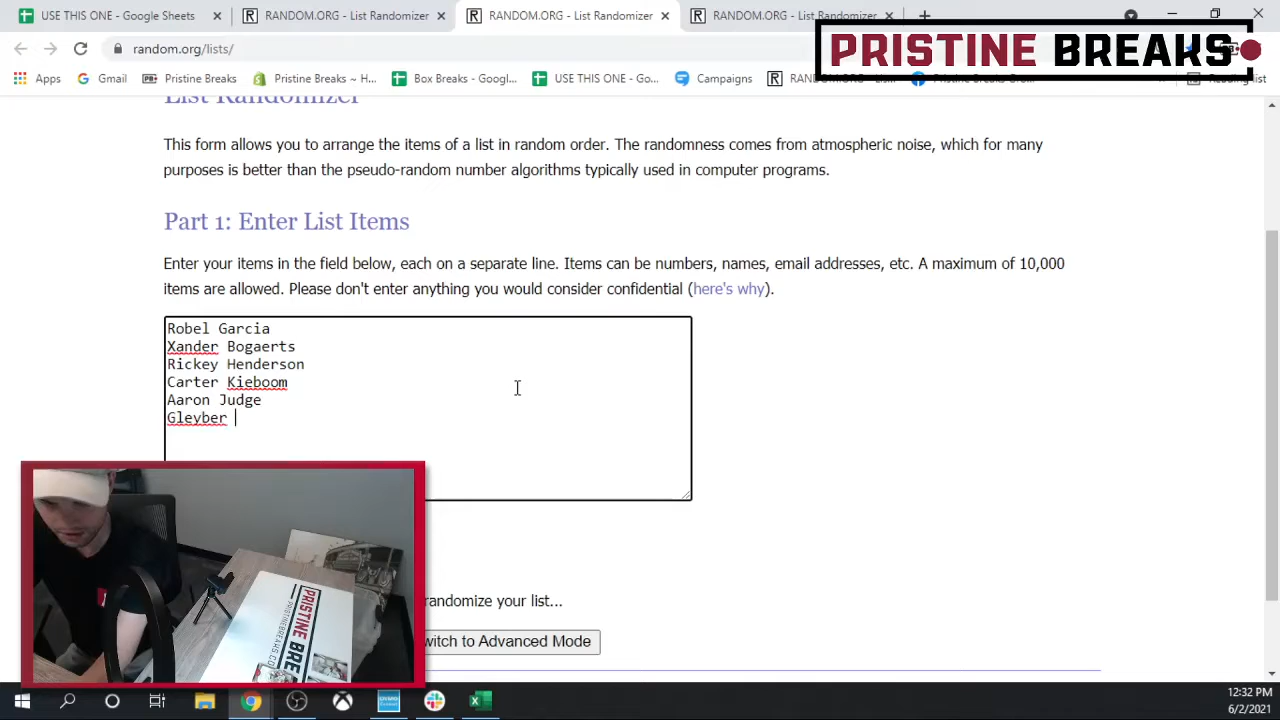 USE THIS ONE - Google Sheets
RANDOM.ORG - List Randomizer
RANDOM.ORG - List Randomizer
RANDOM.ORG - List Randomizer
random.org/lists/
PRISTINE BREAKS
Apps
Gmail
Pristine Breaks
Pristine Breaks ~ H...
Box Breaks - Googl...
USE THIS ONE - Go...
Campaigns
Reading list
List Randomizer
This form allows you to arrange the items of a list in random order. The randomness comes from atmospheric noise, which for many
purposes is better than the pseudo-random number algorithms typically used in computer programs.
Part 1: Enter List Items
Enter your items in the field below, each on a separate line. Items can be numbers, names, email addresses, etc. A maximum of 10,000
items are allowed. Please don't enter anything you would consider confidential (here's why).
Robel Garcia
Xander Bogaerts
Rickey Henderson
Carter Kieboom
Aaron Judge
Gleyber
randomize your list...
witch to Advanced Mode
PRISTINE BREA
12:32 PM
6/2/2021